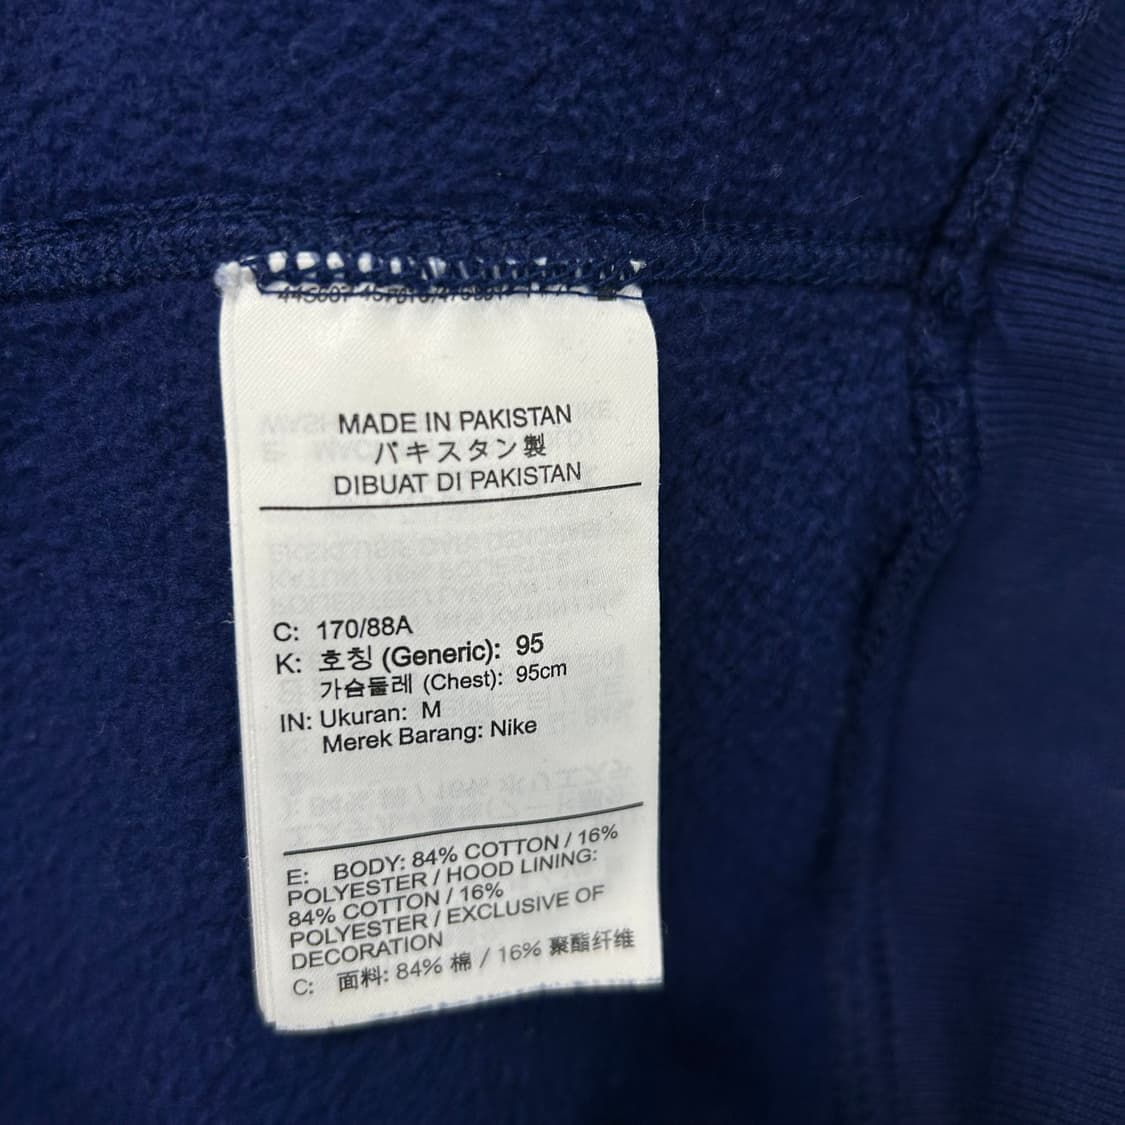 MADE IN PAKISTAN
パキスタン製
DIBUAT DI PAKISTAN
C: 170/88A
K: 호칭 (Generic): 95
가슴둘레 (Chest): 95cm
IN: Ukuran: M
Merek Barang: Nike
E: BODY: 84% COTTON / 16%
POLYESTER / HOOD LINING:
84% COTTON / 16%
POLYESTER / EXCLUSIVE OF
DECORATION
C: 面料: 84% 棉 / 16% 聚酯纤维